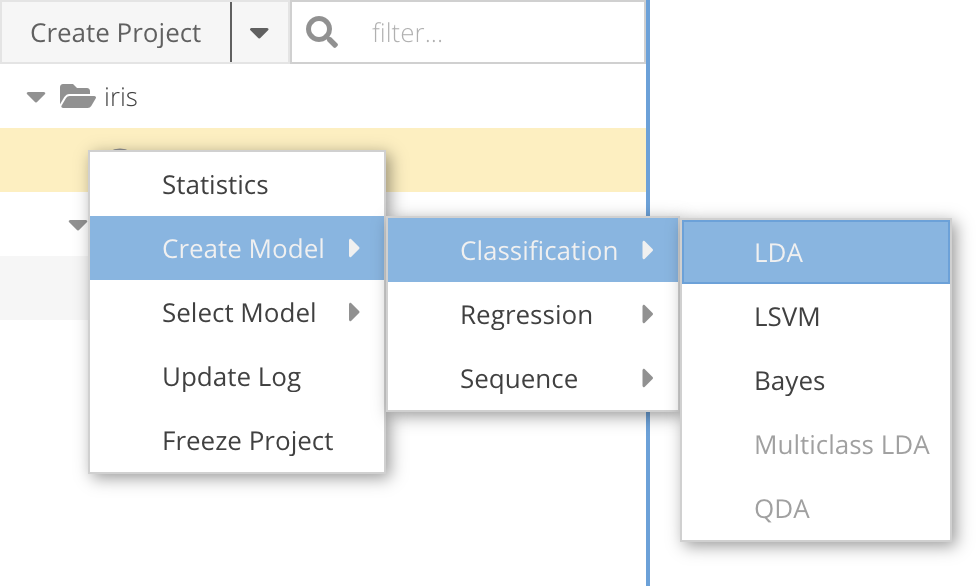 Create Project
filter...
iris
Statistics
Create Model
Select Model
Update Log
Freeze Project
Classification
Regression
Sequence
LDA
LSVM
Bayes
Multiclass LDA
QDA